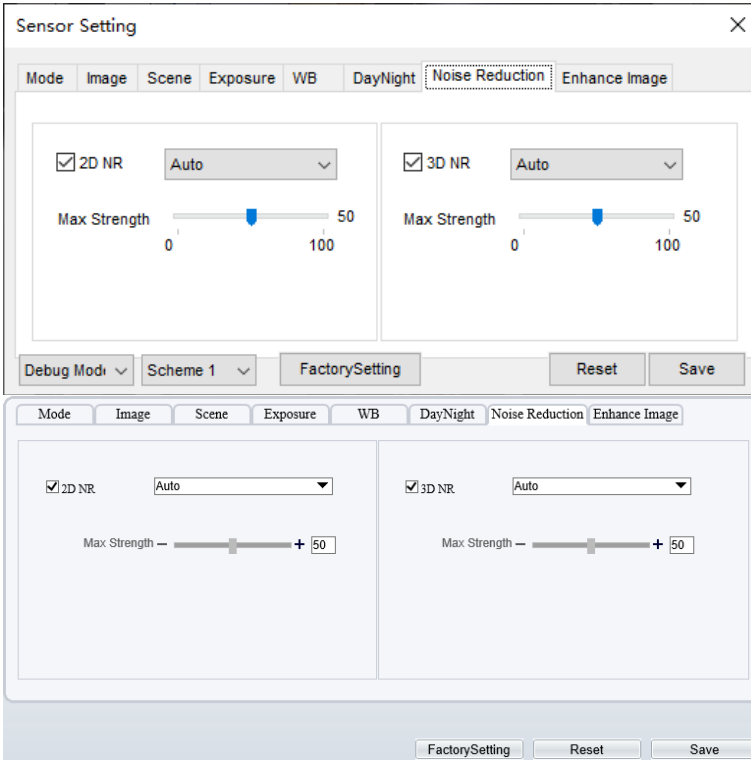 Sensor Setting
Mode Image Scene Exposure WB DayNight Noise Reduction Enhance Image
2D NR Auto 3D NR Auto
Max Strength 50 Max Strength 50
0 100 0 100
Debug Mod Scheme 1 FactorySetting Reset Save
Mode Image Scene Exposure WB DayNight Noise Reduction Enhance Image
2D NR Auto 3D NR Auto
Max Strength 50 Max Strength 50
FactorySetting Reset Save